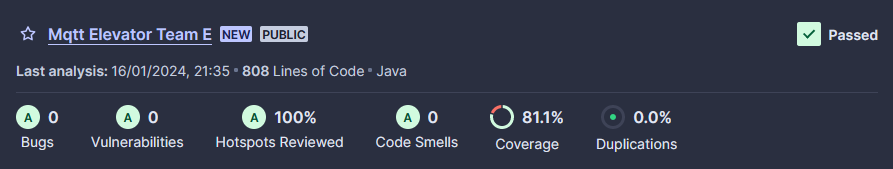 Mqtt Elevator Team E NEW PUBLIC Passed
Last analysis: 16/01/2024, 21:35 • 808 Lines of Code • Java
A 0 A 0 A 100% A 0 81.1% 0.0%
Bugs Vulnerabilities Hotspots Reviewed Code Smells Coverage Duplications